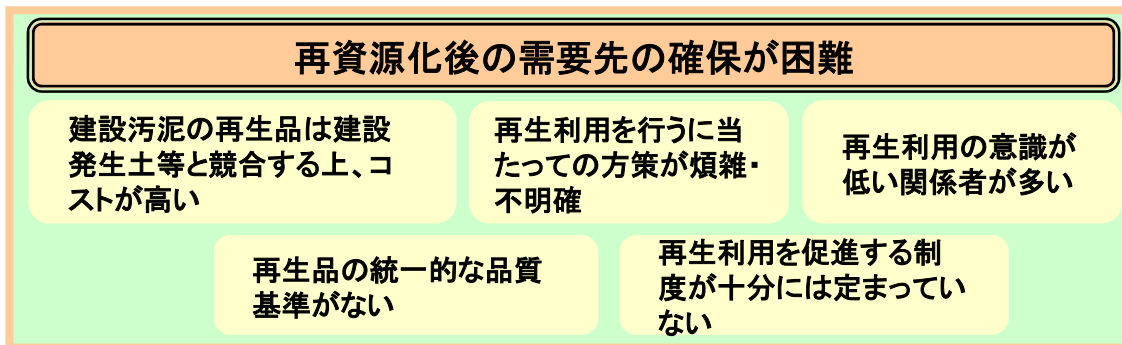 再資源化後の需要先の確保が困難
建設汚泥の再生品は建設
発生土等と競合する上、コ
ストが高い
再生利用を行うに当
たっての方策が煩雑・
不明確
再生利用の意識が
低い関係者が多い
再生品の統一的な品質
基準がない
再生利用を促進する制
度が十分には定まってい
ない